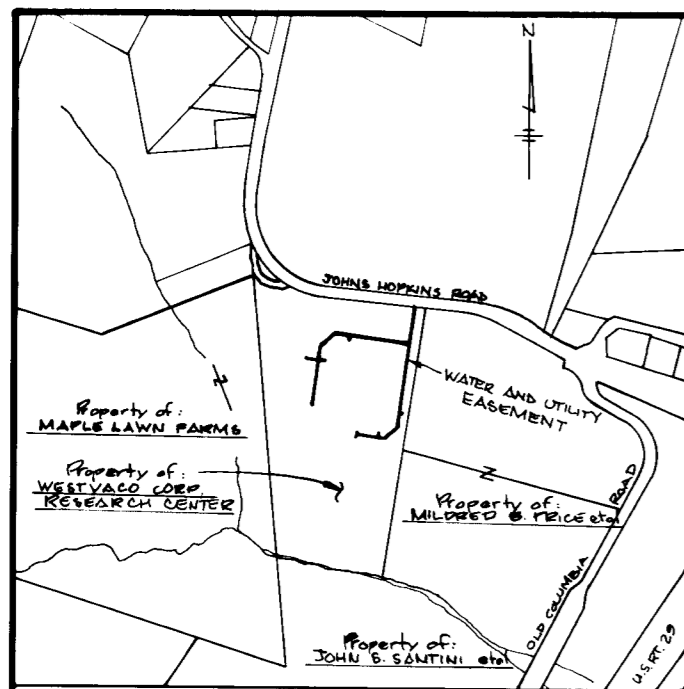 N
JOHNS HOPKINS ROAD
WATER AND UTILITY
EASEMENT
Property of:
MAPLE LAWN FARMS
Property of:
WESTVACO CORP.
RESEARCH CENTER
Property of:
MILDRED B. PRICE etal
OLD COLUMBIA ROAD
Property of:
JOHN S. SANTINI etal
U.S. RT. 29